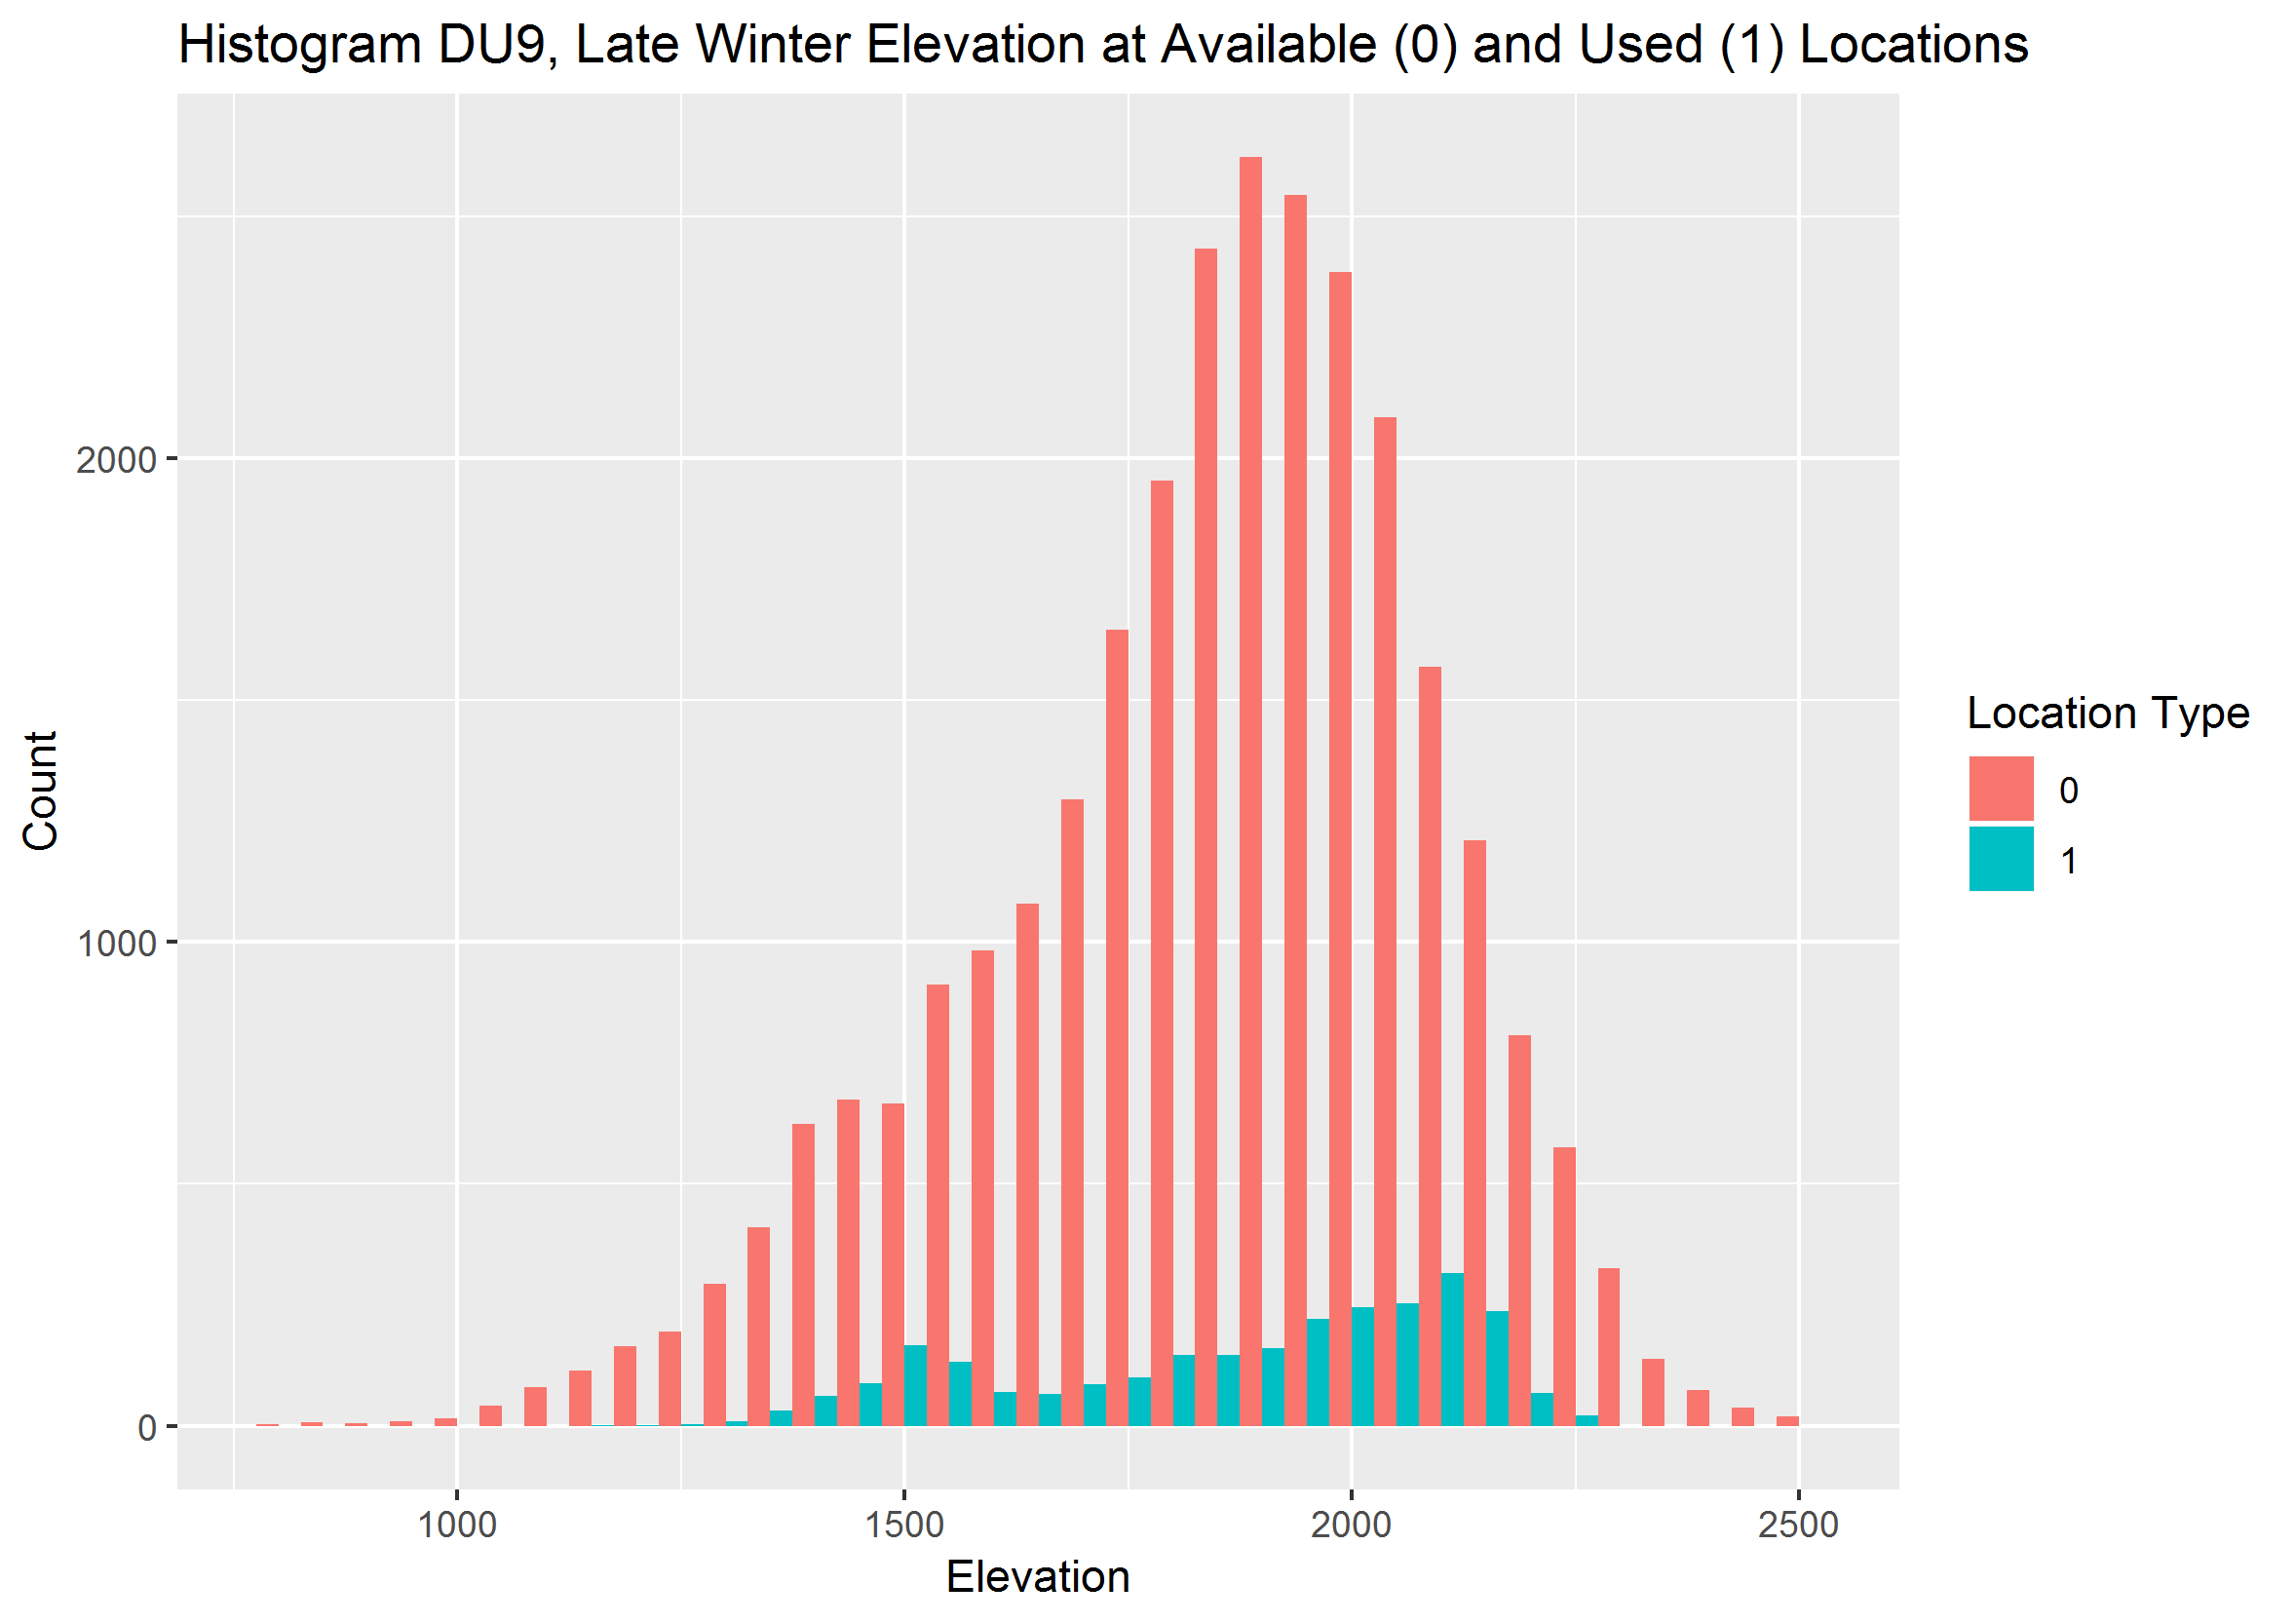 Histogram DU9, Late Winter Elevation at Available (0) and Used (1) Locations
2000
1000
0
Count
1000 1500 2000 2500
Elevation
Location Type
0
1